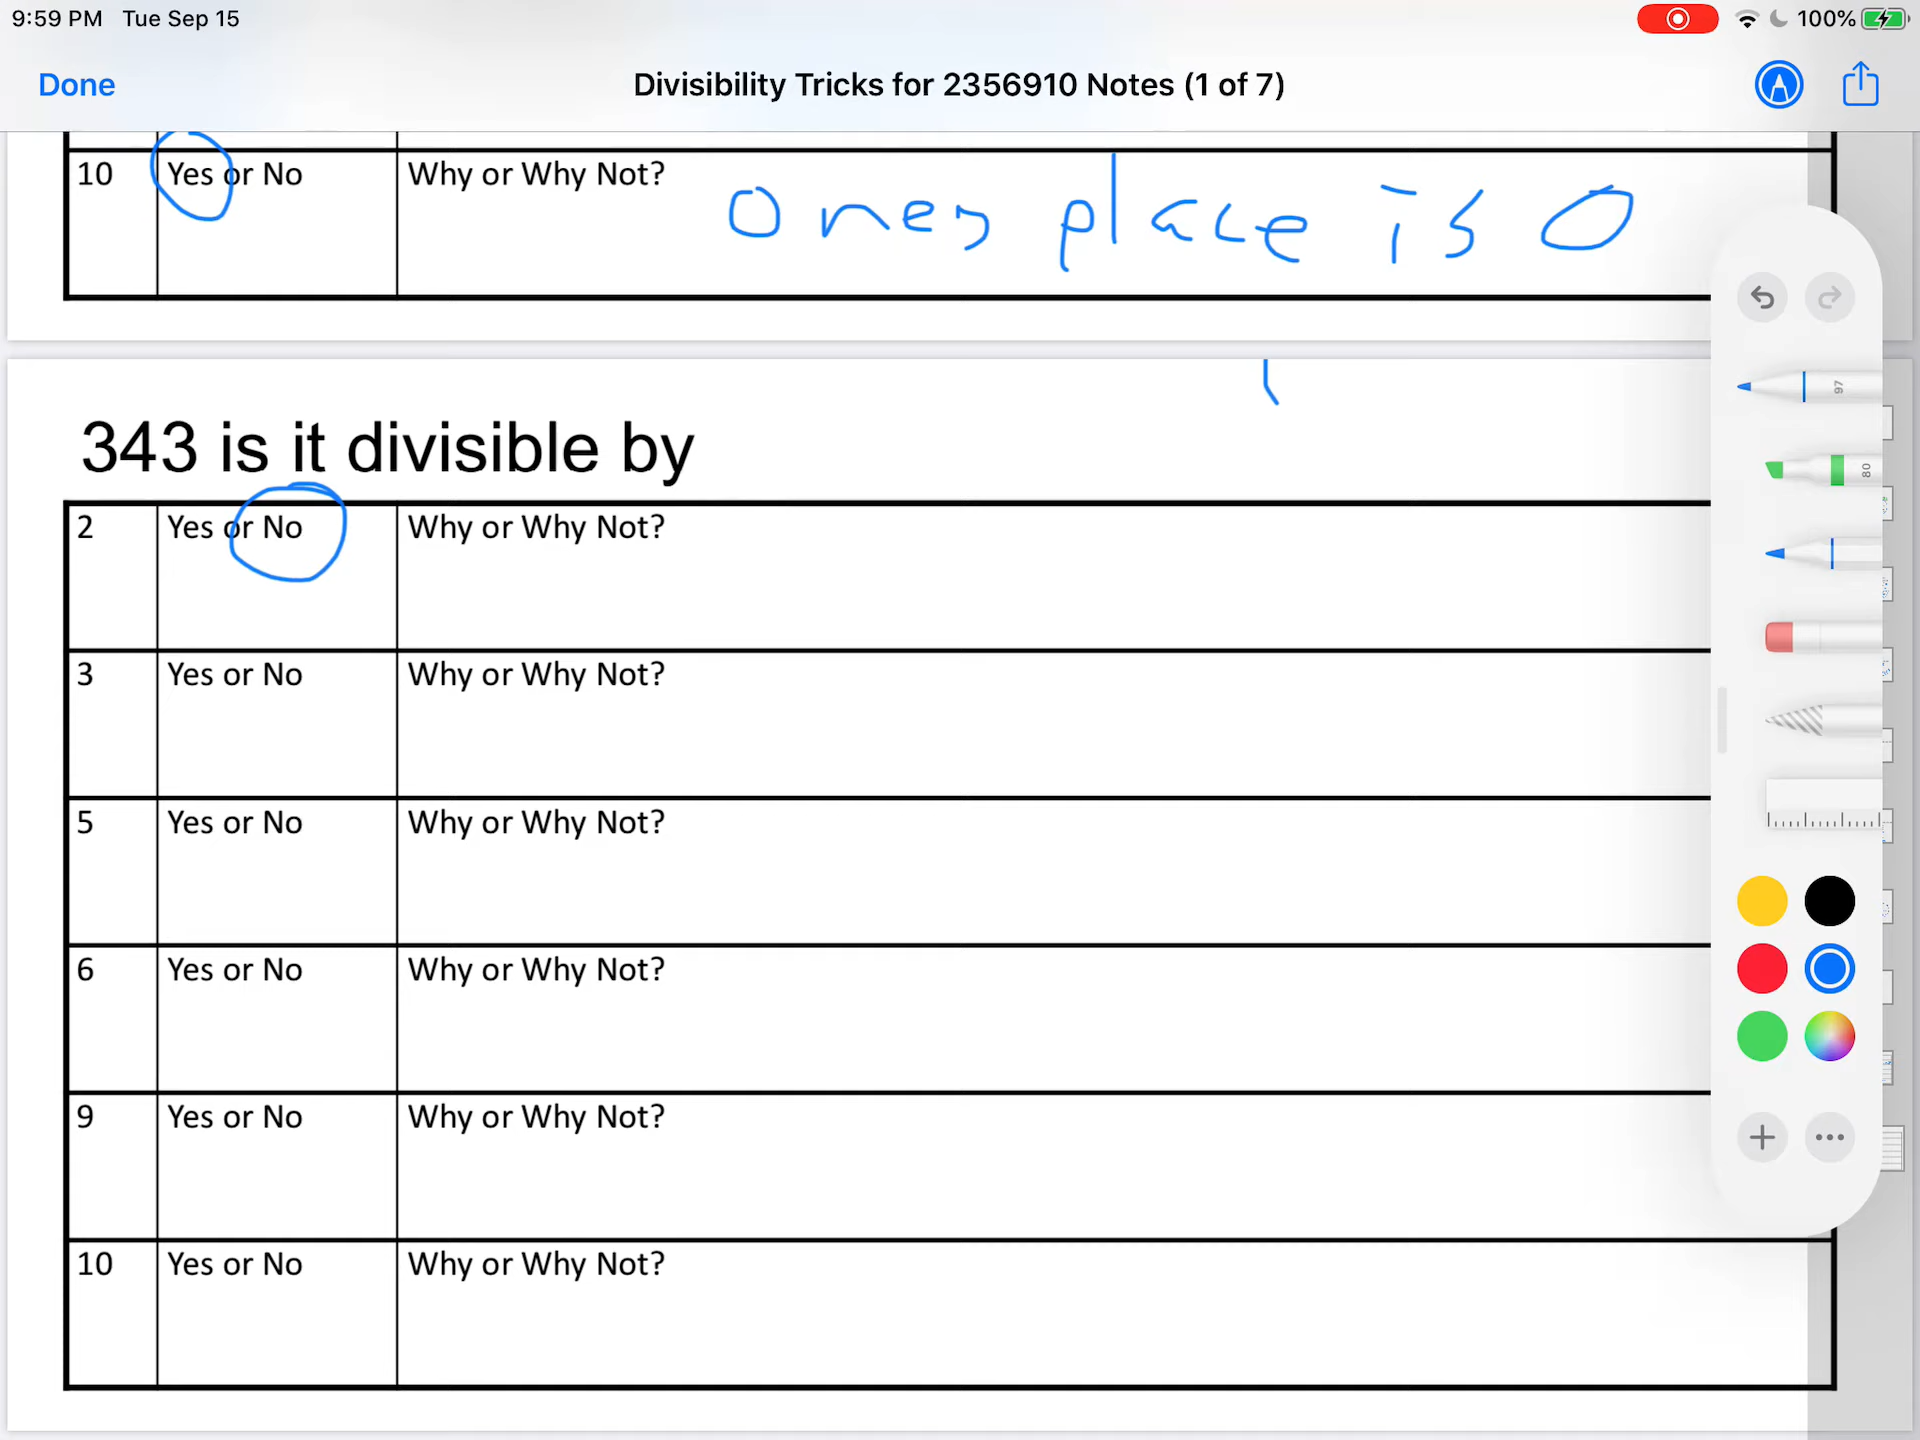 9:59 PM Tue Sep 15 100%
Done Divisibility Tricks for 2356910 Notes (1 of 7)
10 Yes or No Why or Why Not? Ones place is 0
343 is it divisible by
2 Yes or No Why or Why Not?
3 Yes or No Why or Why Not?
5 Yes or No Why or Why Not?
6 Yes or No Why or Why Not?
9 Yes or No Why or Why Not?
10 Yes or No Why or Why Not?
97
80